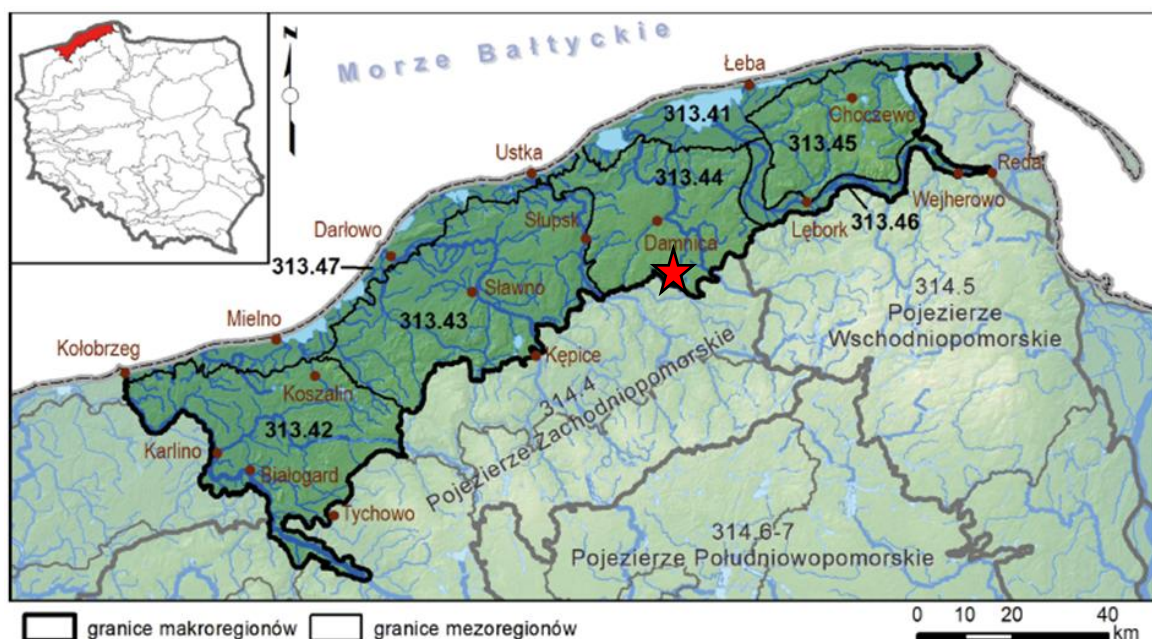 N
Morze Bałtyckie
Łeba
313.41
Choczewo
313.45
Ustka
313.44
Reda
Wejherowo
Słupsk
Damnica
Lębork
313.46
Darłowo
313.47
Sławno
314.5
Pojezierze
Wschodniopomorskie
Mielno
313.43
Kołobrzeg
Kępice
Koszalin
314.4
Pojezierze Zachodniopomorskie
313.42
Karlino
Białogard
Tychowo
314.6-7
Pojezierze Południowopomorskie
granice makroregionów
granice mezoregionów
0 10 20 40
km